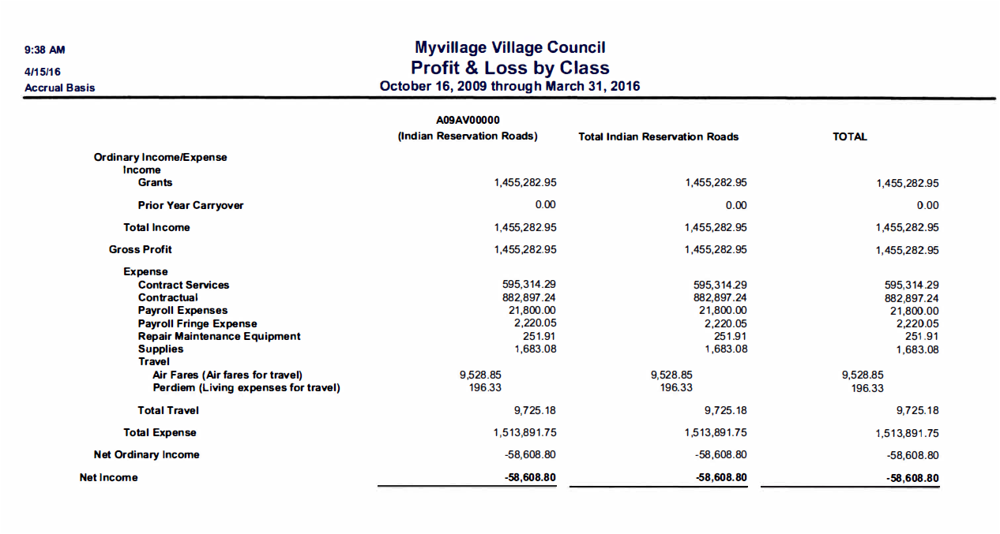 9:38 AM
4/15/16
Accrual Basis
Myvillage Village Council
Profit & Loss by Class
October 16, 2009 through March 31, 2016
A09AV00000
(Indian Reservation Roads) Total Indian Reservation Roads TOTAL
Ordinary Income/Expense
Income
Grants 1,455,282.95 1,455,282.95 1,455,282.95
Prior Year Carryover 0.00 0.00 0.00
Total Income 1,455,282.95 1,455,282.95 1,455,282.95
Gross Profit 1,455,282.95 1,455,282.95 1,455,282.95
Expense
Contract Services 595,314.29 595,314.29 595,314.29
Contractual 882,897.24 882,897.24 882,897.24
Payroll Expenses 21,800.00 21,800.00 21,800.00
Payroll Fringe Expense 2,220.05 2,220.05 2,220.05
Repair Maintenance Equipment 251.91 251.91 251.91
Supplies 1,683.08 1,683.08 1,683.08
Travel
Air Fares (Air fares for travel) 9,528.85 9,528.85 9,528.85
Perdiem (Living expenses for travel) 196.33 196.33 196.33
Total Travel 9,725.18 9,725.18 9,725.18
Total Expense 1,513,891.75 1,513,891.75 1,513,891.75
Net Ordinary Income -58,608.80 -58,608.80 -58,608.80
Net Income -58,608.80 -58,608.80 -58,608.80